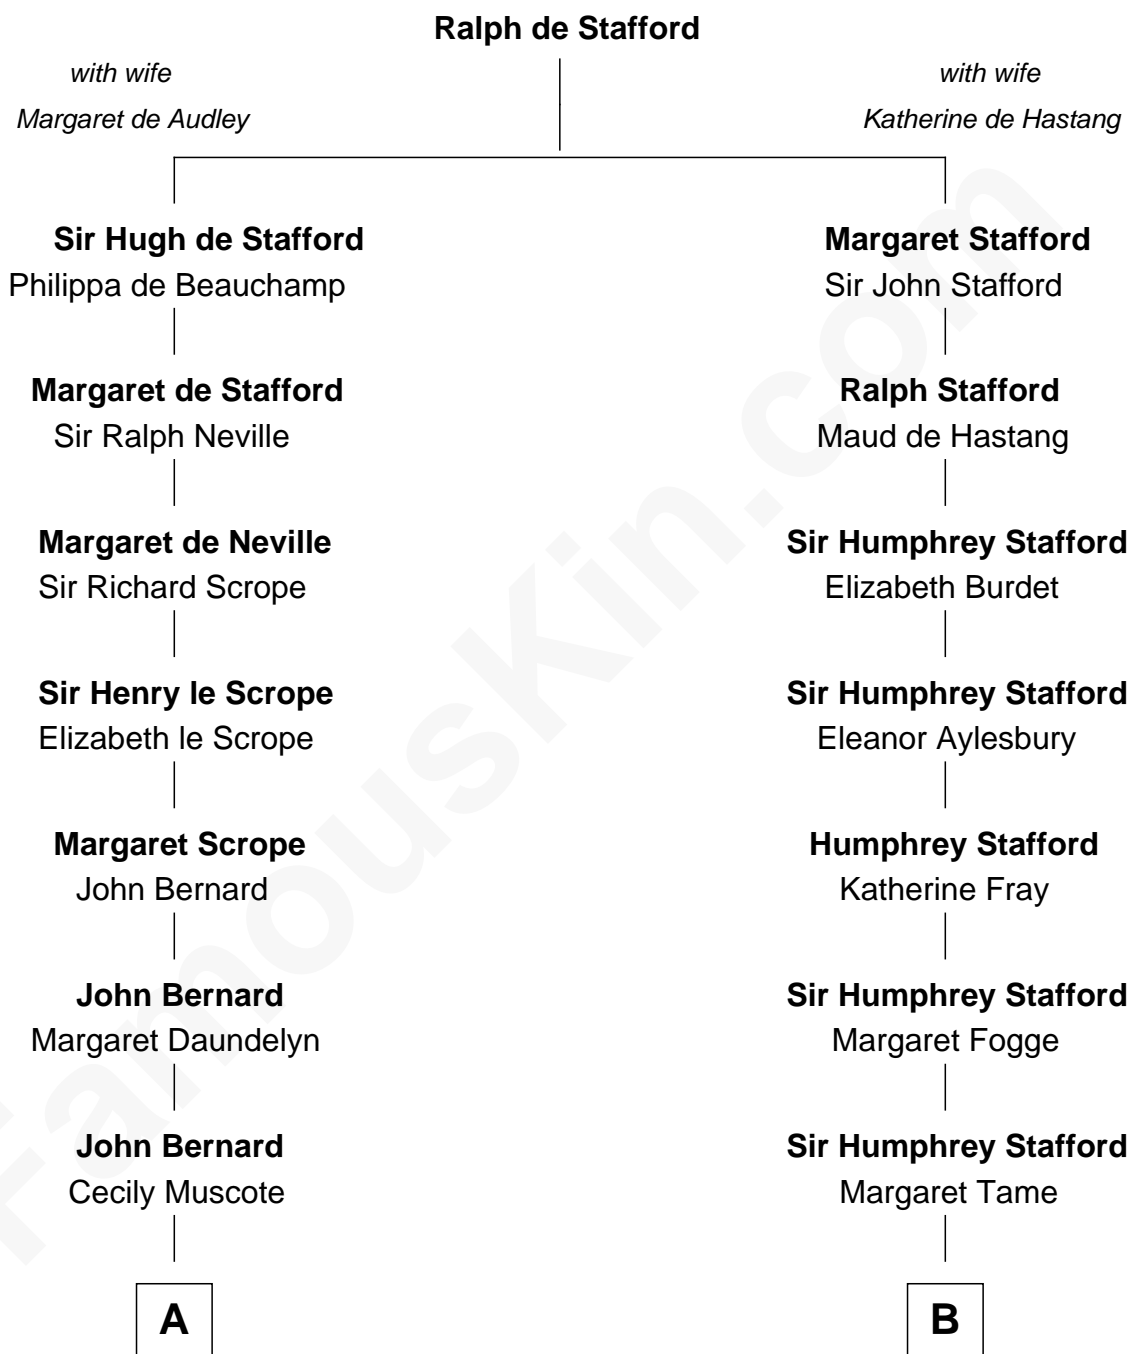 Ralph de Stafford
with wife
Margaret de Audley
with wife
Katherine de Hastang
Sir Hugh de Stafford
Philippa de Beauchamp
Margaret Stafford
Sir John Stafford
Margaret de Stafford
Sir Ralph Neville
Ralph Stafford
Maud de Hastang
Margaret de Neville
Sir Richard Scrope
Sir Humphrey Stafford
Elizabeth Burdet
Sir Henry le Scrope
Elizabeth le Scrope
Sir Humphrey Stafford
Eleanor Aylesbury
Margaret Scrope
John Bernard
Humphrey Stafford
Katherine Fray
John Bernard
Margaret Daundelyn
Sir Humphrey Stafford
Margaret Fogge
John Bernard
Cecily Muscote
Sir Humphrey Stafford
Margaret Tame
A
B
FamousKin.com